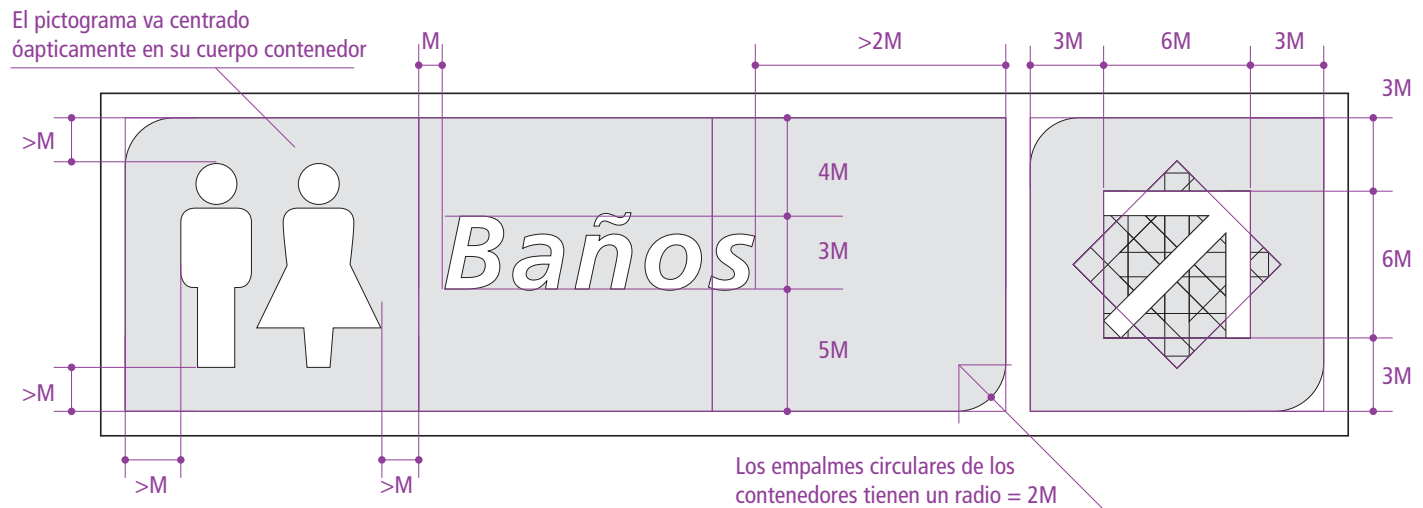 El pictograma va centrado
óapticamente en su cuerpo contenedor
M
>2M
3M
6M
3M
3M
>M
4M
Baños
3M
6M
5M
3M
>M
>M
>M
Los empalmes circulares de los
contenedores tienen un radio = 2M